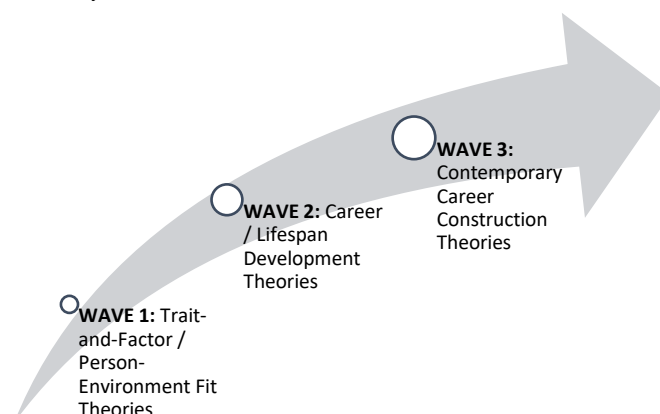 WAVE 1: Trait-
and-Factor /
Person-
Environment Fit
Theories
WAVE 2: Career
/ Lifespan
Development
Theories
WAVE 3:
Contemporary
Career
Construction
Theories